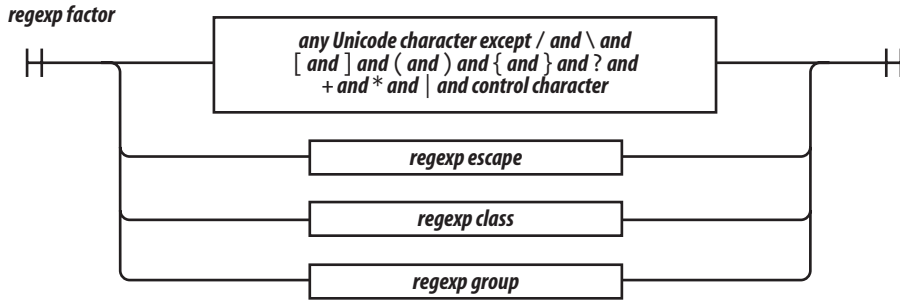 regexp factor
any Unicode character except / and \ and
[ and ] and ( and ) and { and } and ? and
+ and * and | and control character
regexp escape
regexp class
regexp group